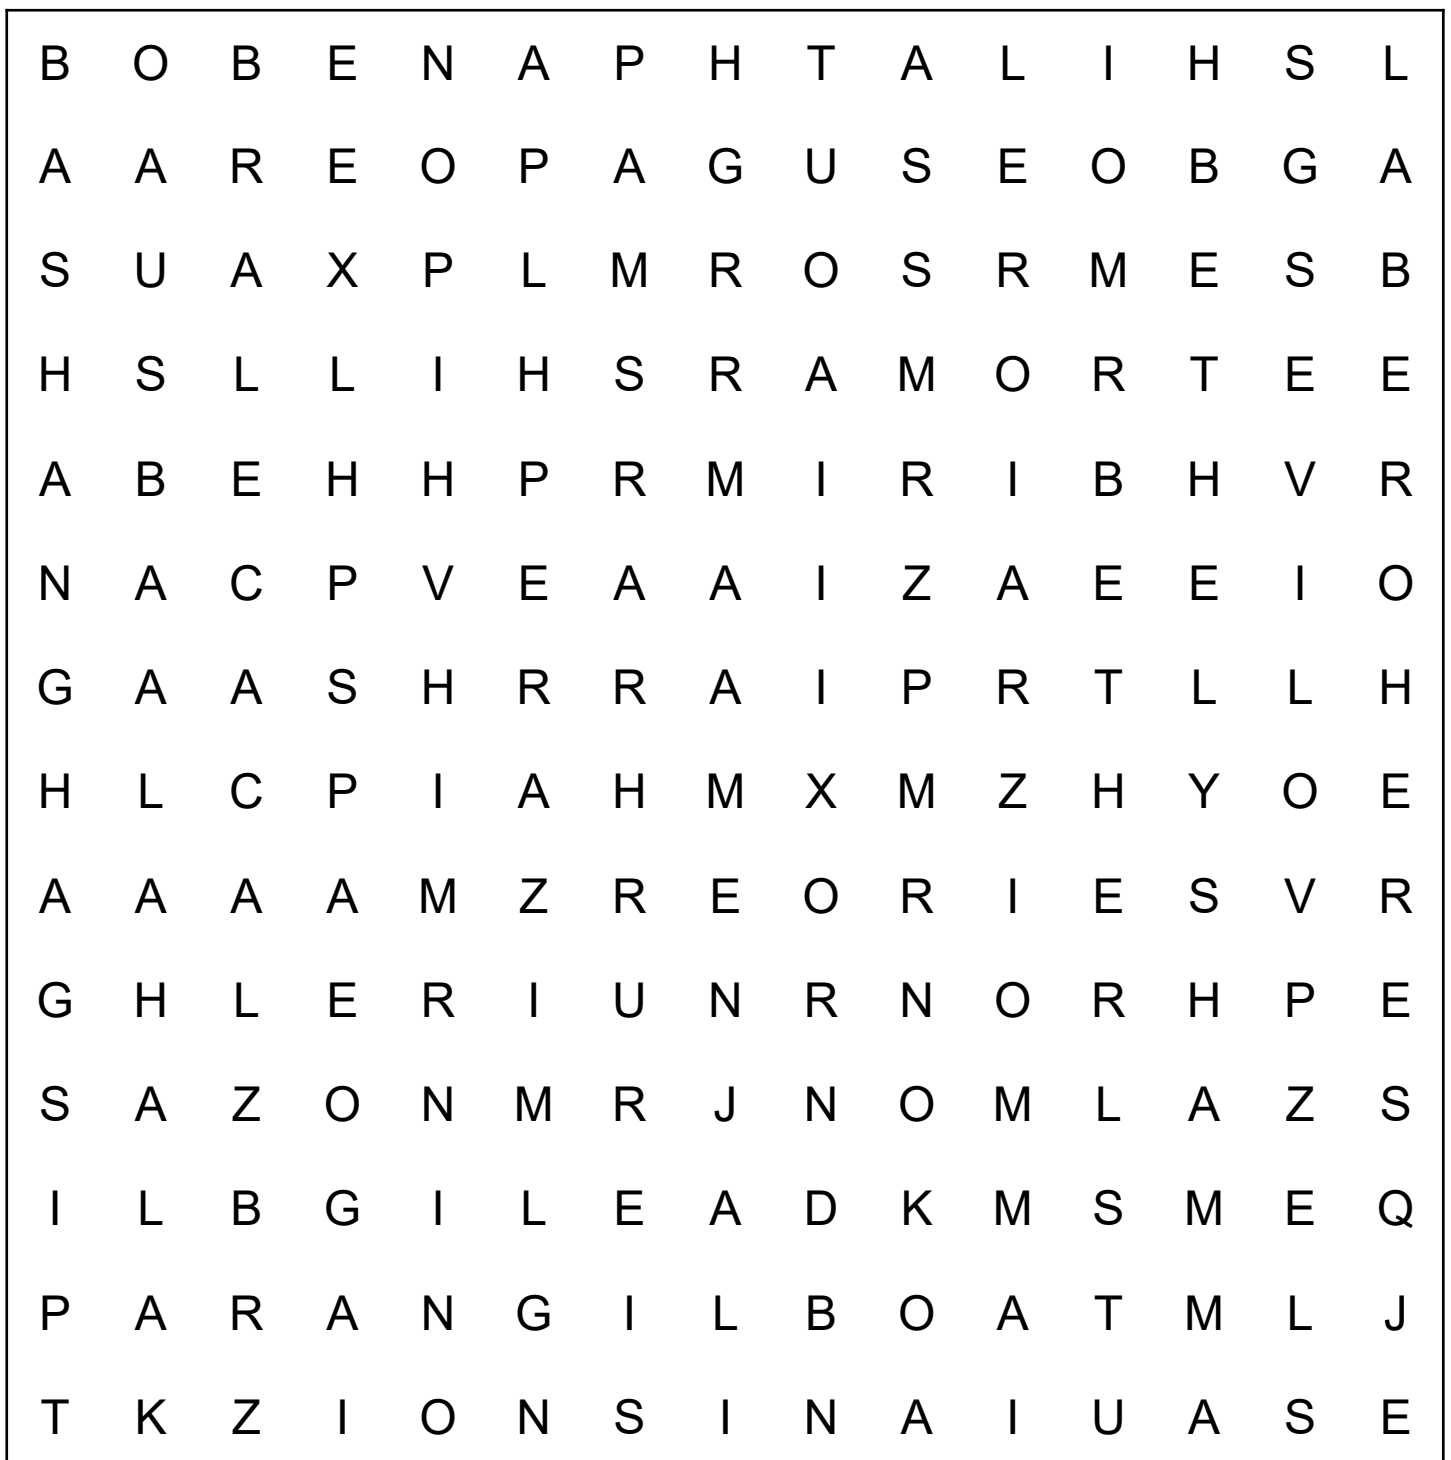 B O B E N A P H T A L I H S L
A A R E O P A G U S E O B G A
S U A X P L M R O S R M E S B
H S L L I H S R A M O R T E E
A B E H H P R M I R I B H V R
N A C P V E A A I Z A E E I O
G A A S H R R A I P R T L L H
H L C P I A H M X M Z H Y O E
A A A A M Z R E O R I E S V R
G H L E R I U N R N O R H P E
S A Z O N M R J N O M L A Z S
I L B G I L E A D K M S M E Q
P A R A N G I L B O A T M L J
T K Z I O N S I N A I U A S E